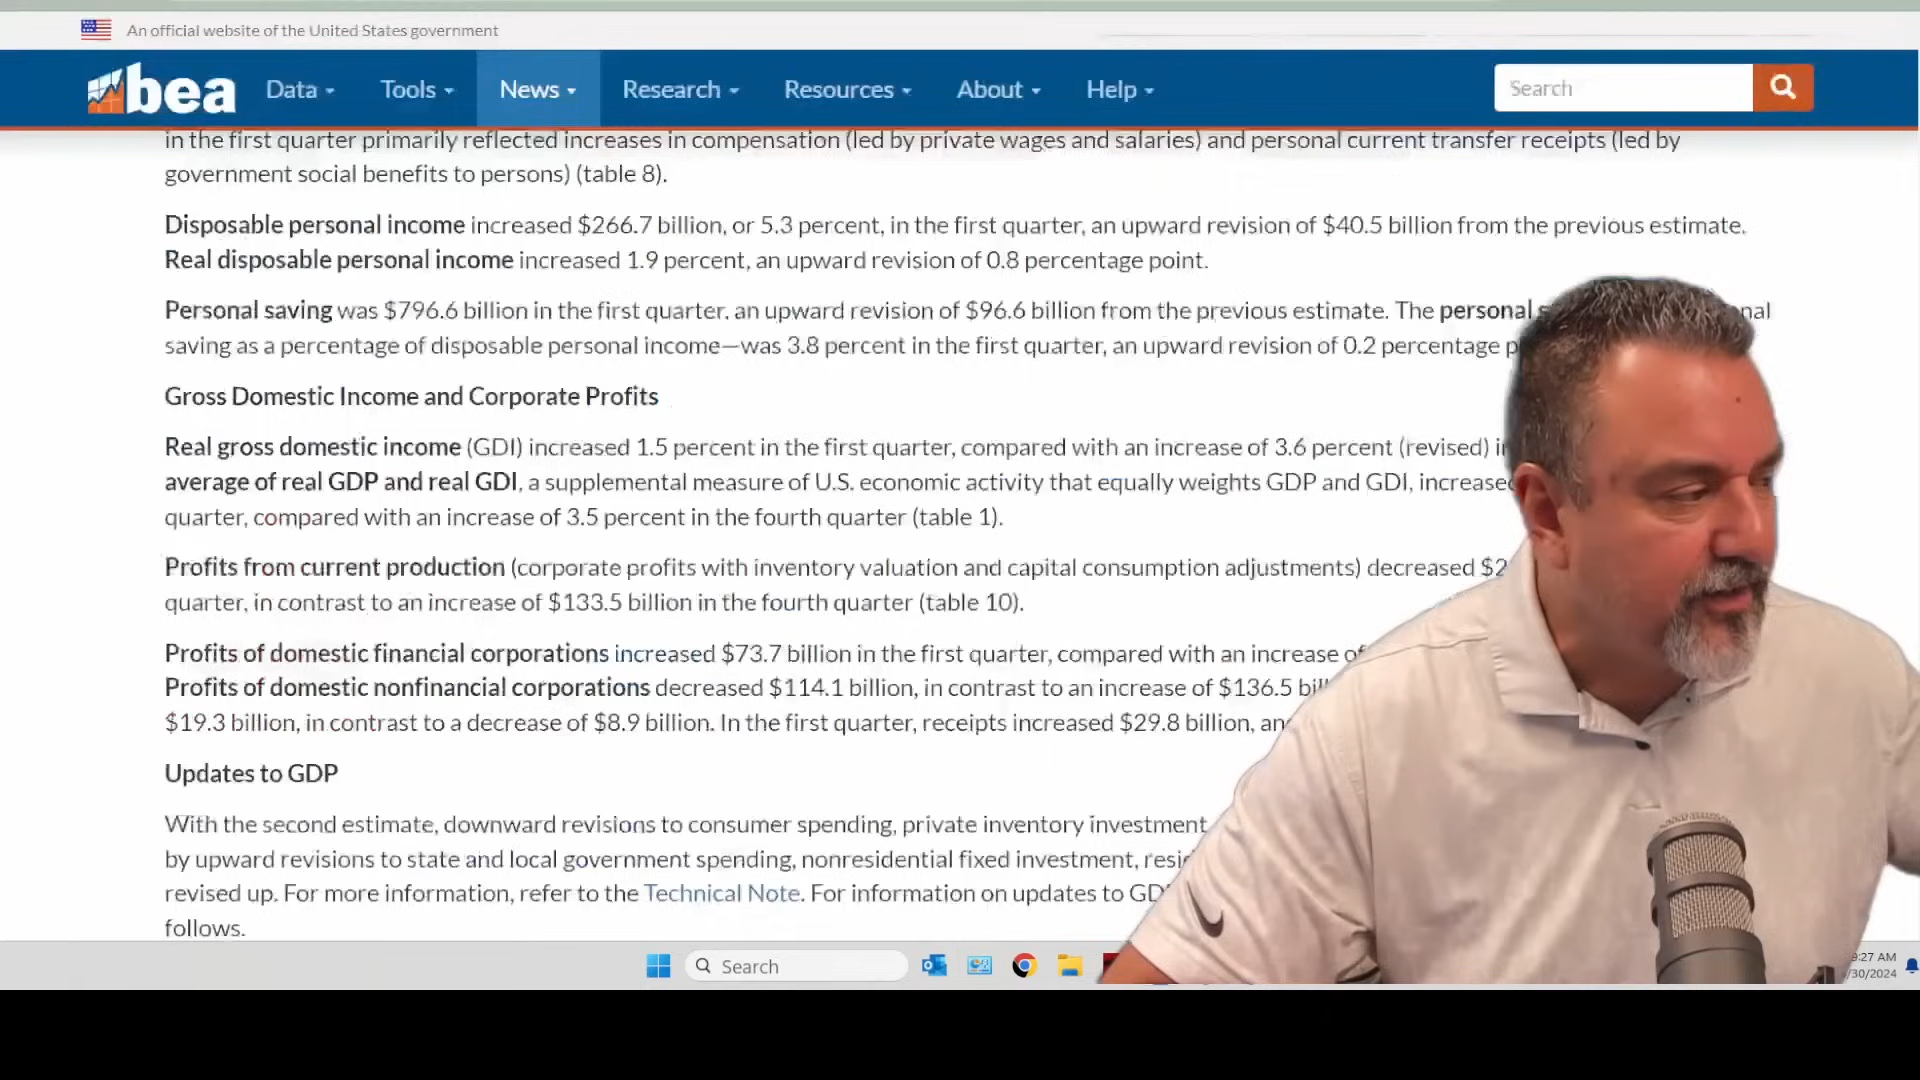 An official website of the United States government
bea Data Tools News Research Resources About Help Search
in the first quarter primarily reflected increases in compensation (led by private wages and salaries) and personal current transfer receipts (led by
government social benefits to persons) (table 8).
Disposable personal income increased $266.7 billion, or 5.3 percent, in the first quarter, an upward revision of $40.5 billion from the previous estimate.
Real disposable personal income increased 1.9 percent, an upward revision of 0.8 percentage point.
Personal saving was $796.6 billion in the first quarter, an upward revision of $96.6 billion from the previous estimate. The personal
saving as a percentage of disposable personal income—was 3.8 percent in the first quarter, an upward revision of 0.2 percentage
Gross Domestic Income and Corporate Profits
Real gross domestic income (GDI) increased 1.5 percent in the first quarter, compared with an increase of 3.6 percent (revised)
average of real GDP and real GDI, a supplemental measure of U.S. economic activity that equally weights GDP and GDI, increased
quarter, compared with an increase of 3.5 percent in the fourth quarter (table 1).
Profits from current production (corporate profits with inventory valuation and capital consumption adjustments) decreased $2
quarter, in contrast to an increase of $133.5 billion in the fourth quarter (table 10).
Profits of domestic financial corporations increased $73.7 billion in the first quarter, compared with an increase of
Profits of domestic nonfinancial corporations decreased $114.1 billion, in contrast to an increase of $136.5
$19.3 billion, in contrast to a decrease of $8.9 billion. In the first quarter, receipts increased $29.8 billion,
Updates to GDP
With the second estimate, downward revisions to consumer spending, private inventory investment
by upward revisions to state and local government spending, nonresidential fixed investment,
revised up. For more information, refer to the Technical Note. For information on updates to
follows.
Search
9:27 AM
/30/2024